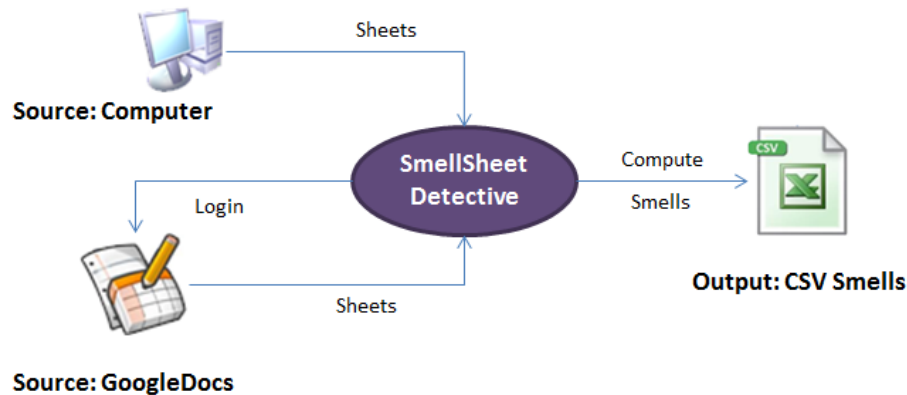 Sheets
Source: Computer
SmellSheet
Detective
Compute
Smells
CSV
Login
Sheets
Output: CSV Smells
Source: GoogleDocs